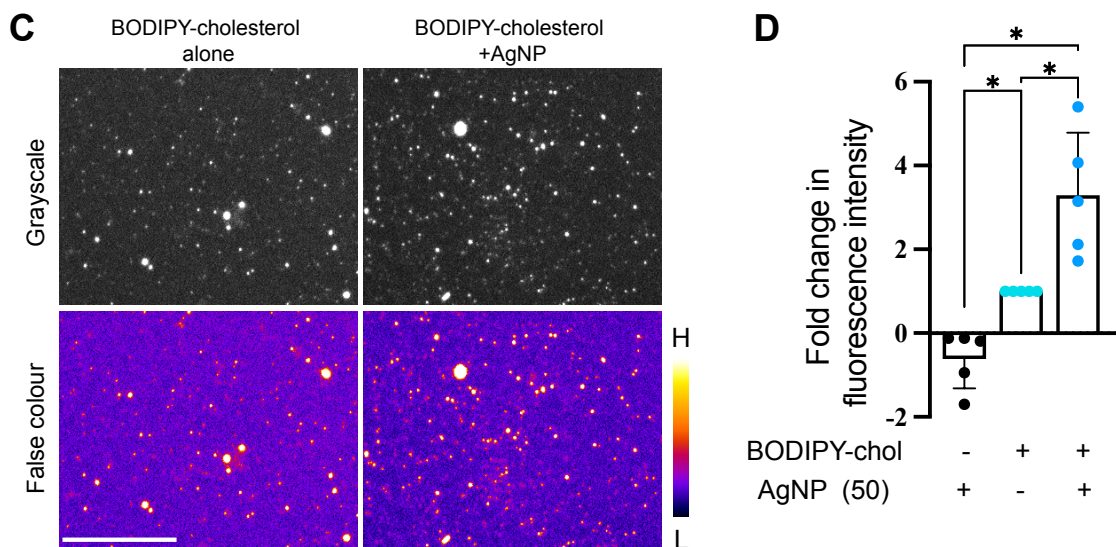 C
BODIPY-cholesterol
alone
BODIPY-cholesterol
+AgNP
Grayscale
False colour
H
L
D
*
*
*
Fold change in
fluorescence intensity
6
4
2
0
-2
BODIPY-chol - + +
AgNP (50) + - +